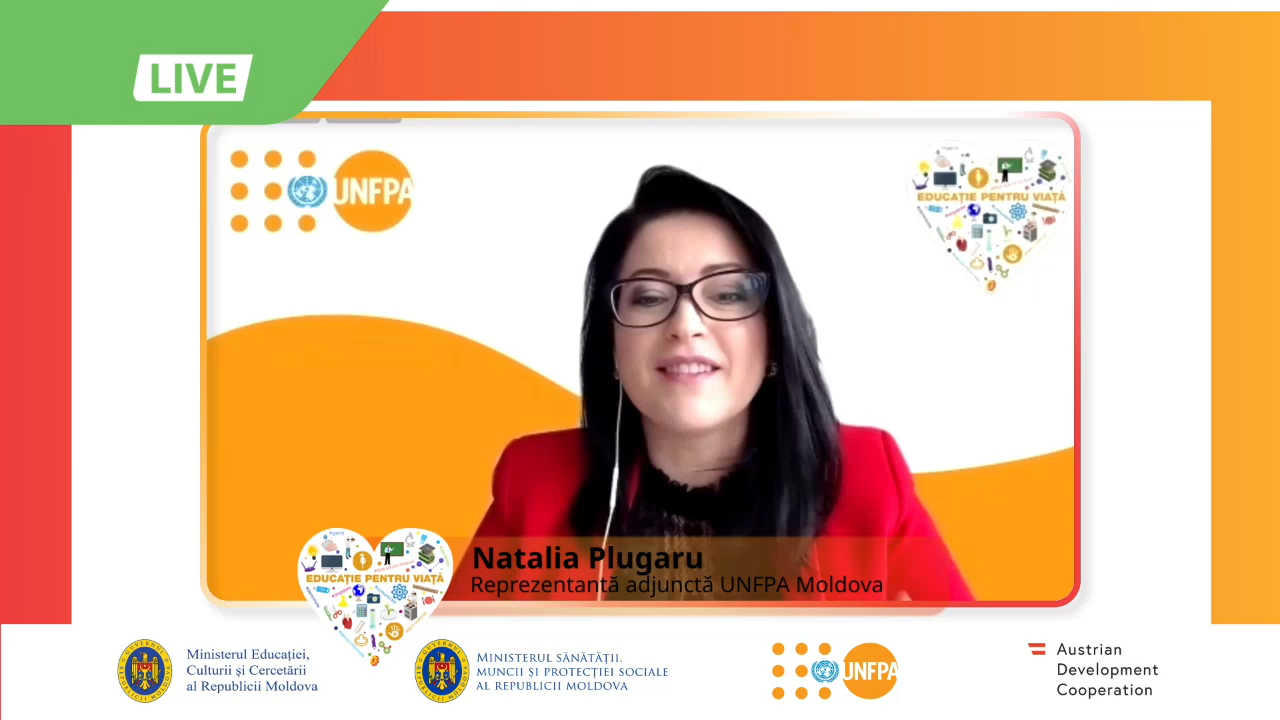 LIVE
UNFPA
EDUCAȚIE PENTRU VIAȚĂ
Natalia Plugaru
Reprezentantă adjunctă UNFPA Moldova
EDUCAȚIE PENTRU VIAȚĂ
Ministerul Educației,
Culturii și Cercetării
al Republicii Moldova
MINISTERUL SĂNĂTĂȚII,
MUNCII ȘI PROTECȚIEI SOCIALE
AL REPUBLICII MOLDOVA
UNFPA
Austrian
Development
Cooperation